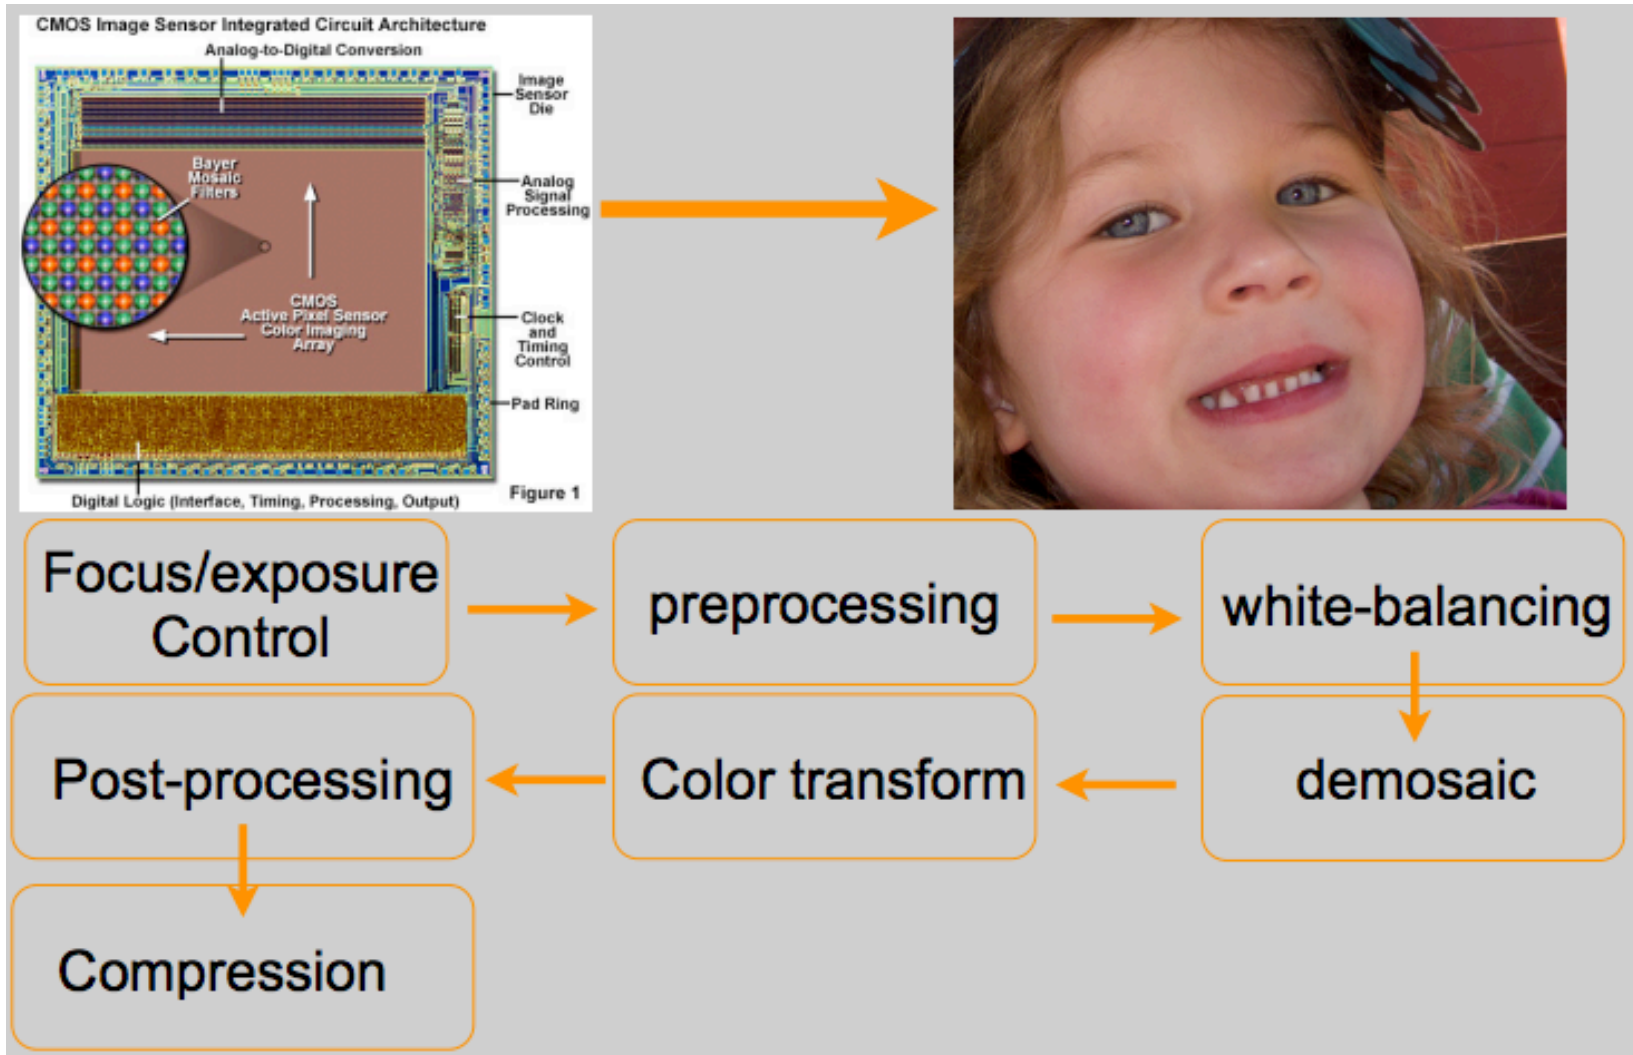 CMOS Image Sensor Integrated Circuit Architecture
Analog-to-Digital Conversion
Image
Sensor
Die
Bayer
Mosaic
Filters
Analog
Signal
Processing
CMOS
Active Pixel Sensor
Color Imaging
Array
Clock
and
Timing
Control
Pad Ring
Digital Logic (Interface, Timing, Processing, Output)
Figure 1
Focus/exposure
Control
preprocessing
white-balancing
Post-processing
Color transform
demosaic
Compression